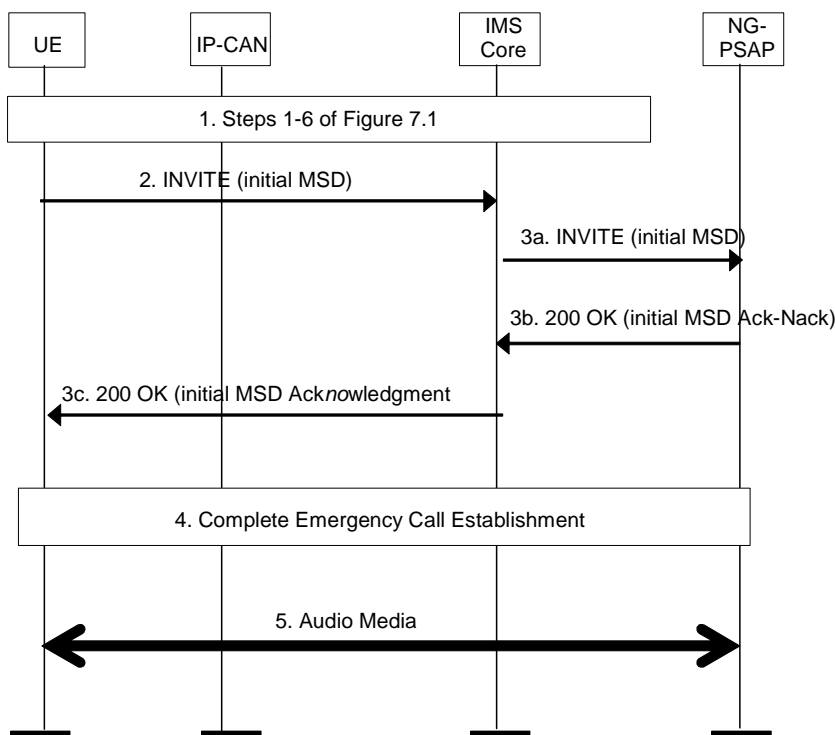 UE
IP-CAN
IMS
Core
NG-
PSAP
1. Steps 1-6 of Figure 7.1
2. INVITE (initial MSD)
3a. INVITE (initial MSD)
3b. 200 OK (initial MSD Ack-Nack)
3c. 200 OK (initial MSD Acknowledgment
4. Complete Emergency Call Establishment
5. Audio Media